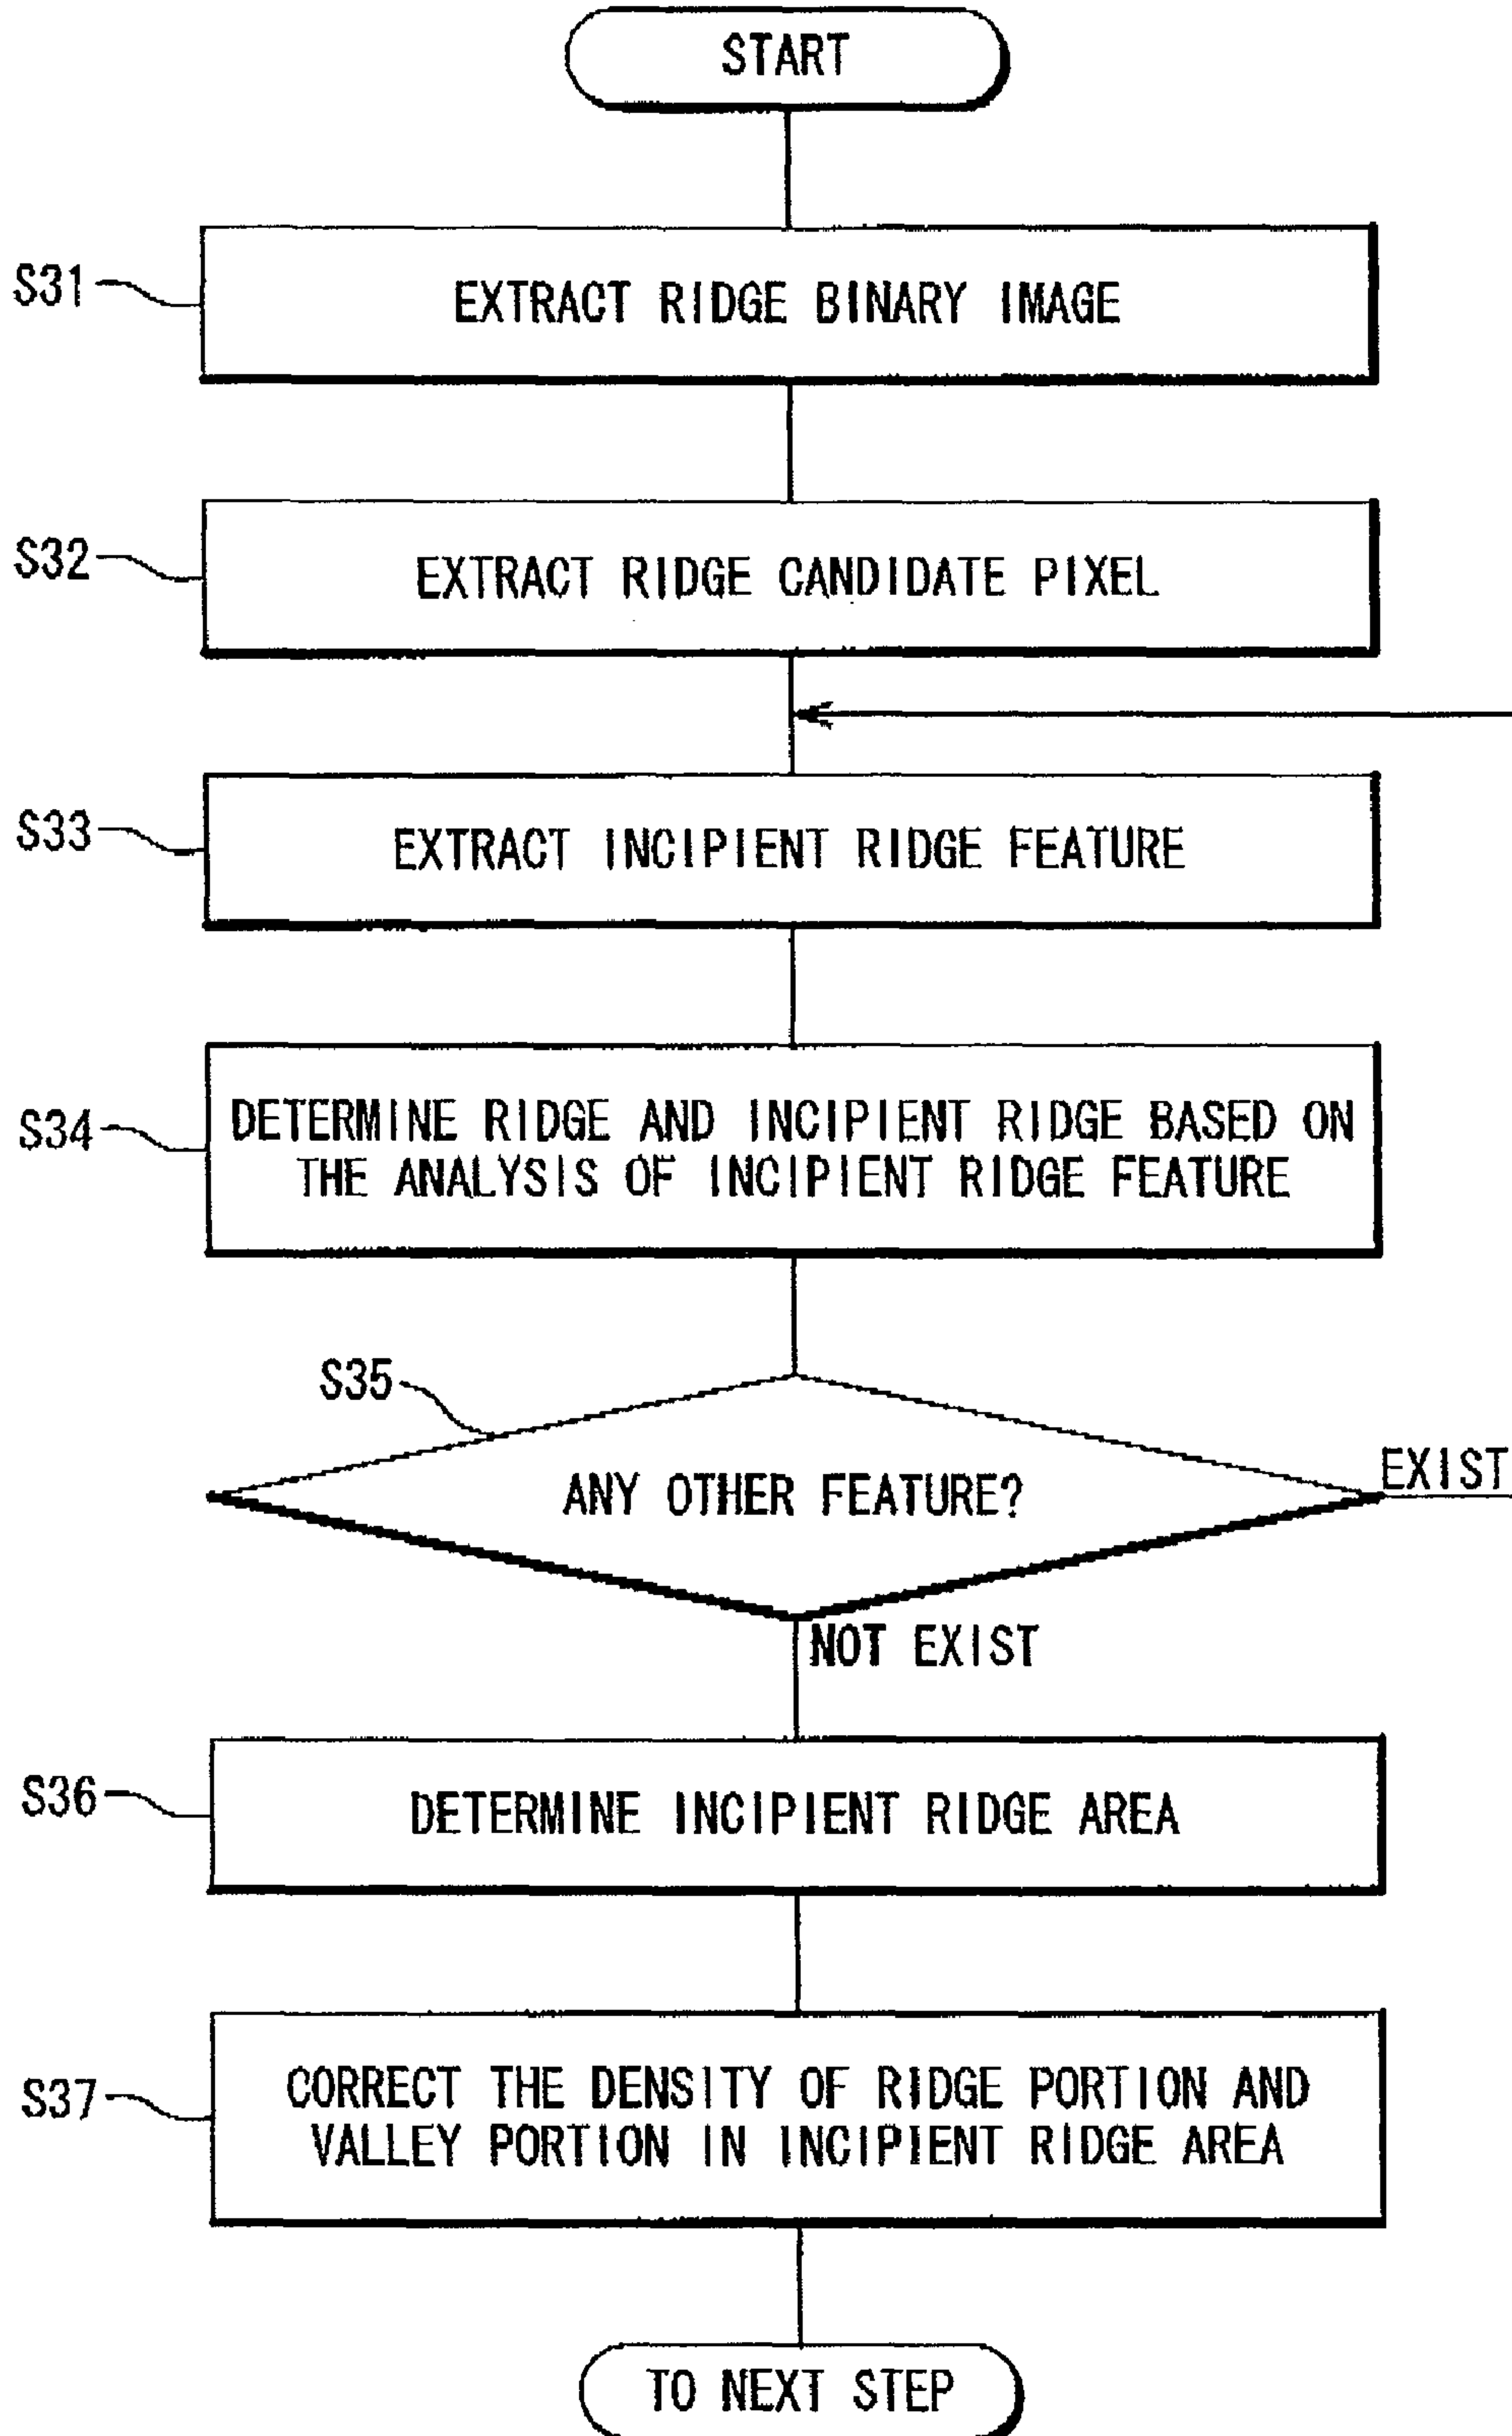 START
S31
EXTRACT RIDGE BINARY IMAGE
S32
EXTRACT RIDGE CANDIDATE PIXEL
S33
EXTRACT INCIPIENT RIDGE FEATURE
S34
DETERMINE RIDGE AND INCIPIENT RIDGE BASED ON
THE ANALYSIS OF INCIPIENT RIDGE FEATURE
S35
ANY OTHER FEATURE?
EXIST
NOT EXIST
S36
DETERMINE INCIPIENT RIDGE AREA
S37
CORRECT THE DENSITY OF RIDGE PORTION AND
VALLEY PORTION IN INCIPIENT RIDGE AREA
TO NEXT STEP